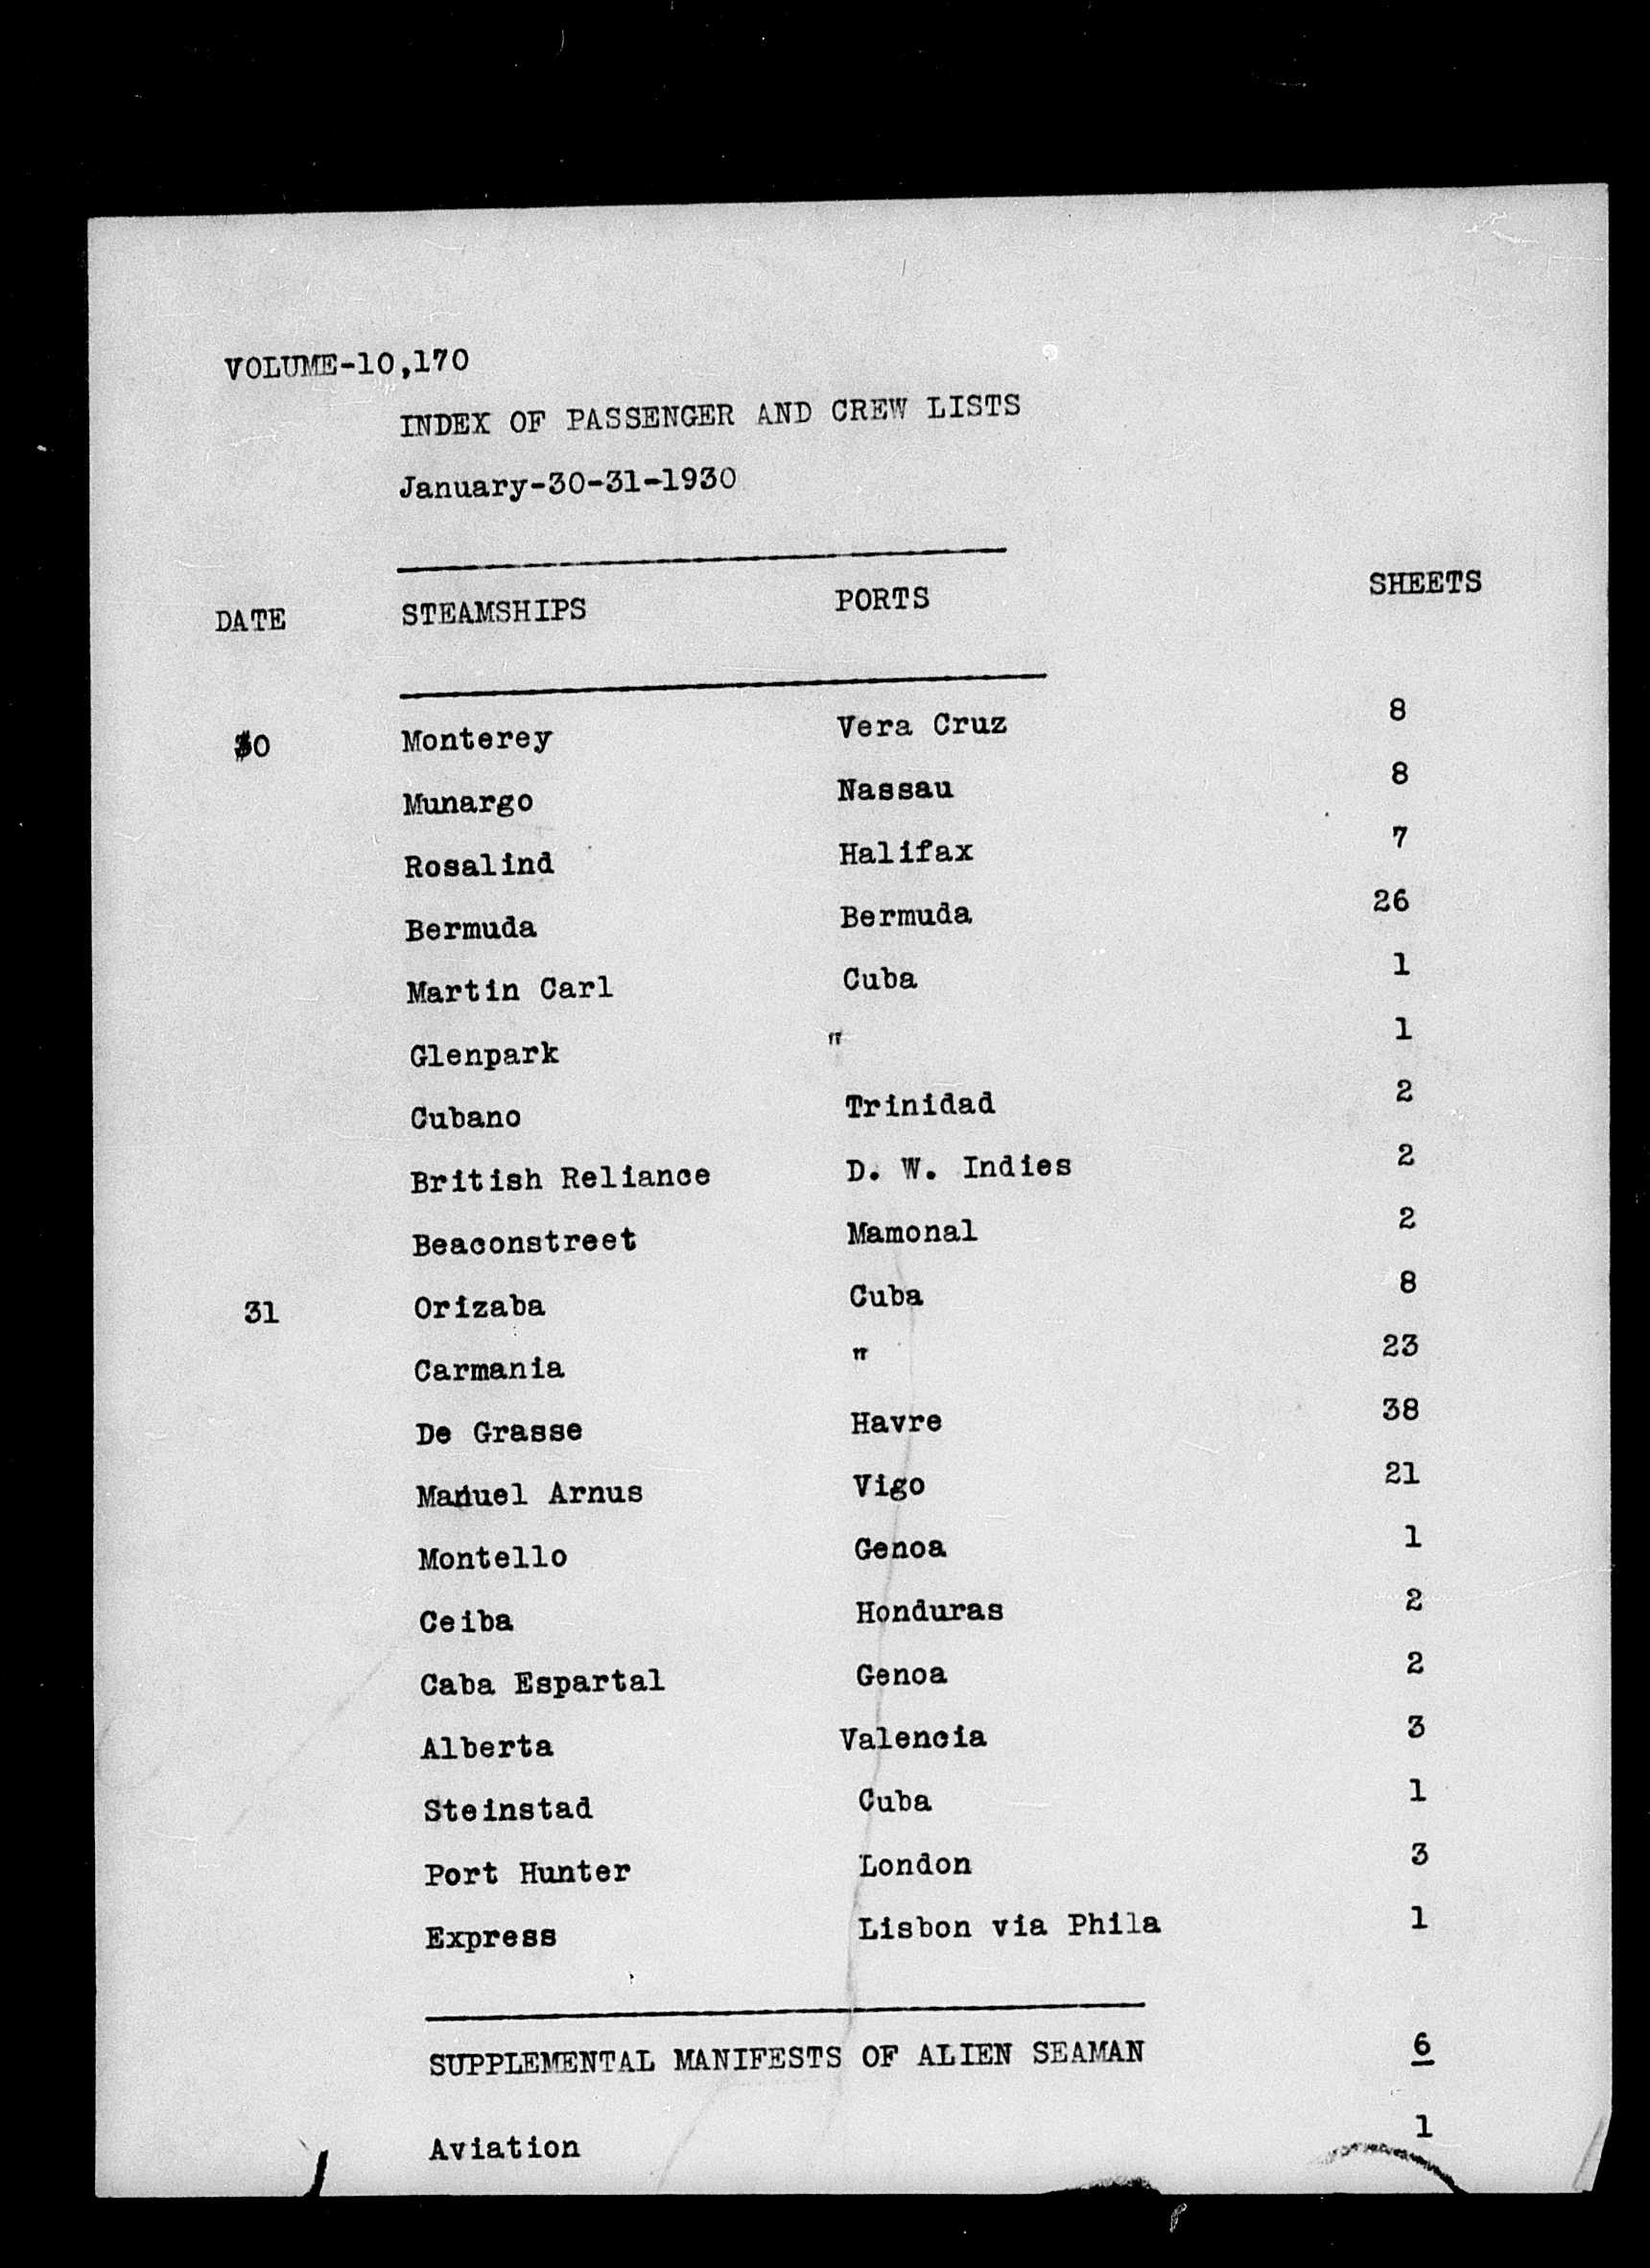 VOLUME-10,170
INDEX OF PASSENGER AND CREW LISTS
January-30-31-1930
DATE STEAMSHIPS PORTS SHEETS
30 Monterey Vera Cruz 8
Munargo Nassau 8
Rosalind Halifax 7
Bermuda Bermuda 26
Martin Carl Cuba 1
Glenpark " 1
Cubano Trinidad 2
British Reliance D. W. Indies 2
Beaconstreet Mamonal 2
31 Orizaba Cuba 8
Carmania " 23
De Grasse Havre 38
Manuel Arnus Vigo 21
Montello Genoa 1
Ceiba Honduras 2
Caba Espartal Genoa 2
Alberta Valencia 3
Steinstad Cuba 1
Port Hunter London 3
Express Lisbon via Phila 1
SUPPLEMENTAL MANIFESTS OF ALIEN SEAMAN 6
Aviation 1